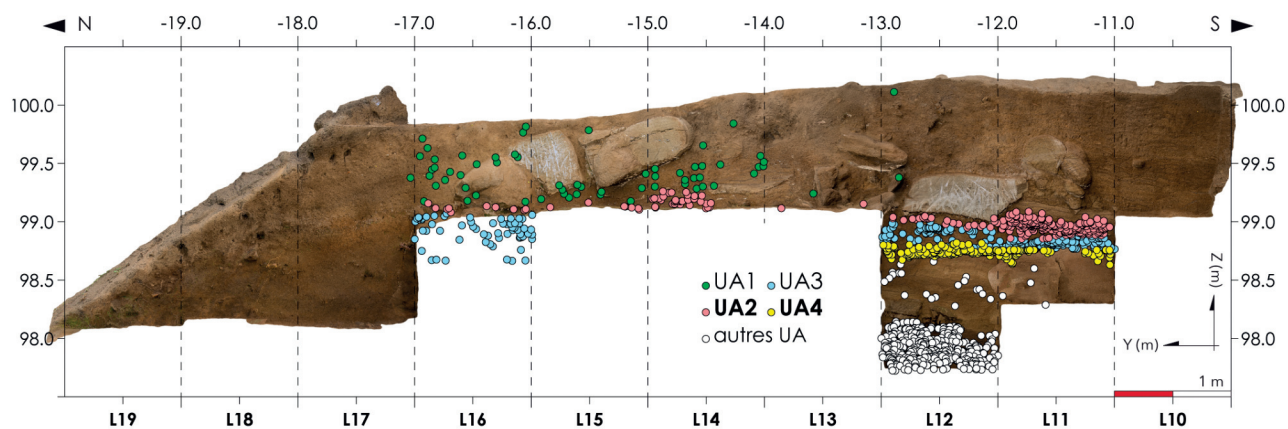 N -19.0 -18.0 -17.0 -16.0 -15.0 -14.0 -13.0 -12.0 -11.0 S
100.0 100.0
99.5 99.5
99.0 99.0
98.5 98.5
98.0 98.0
UA1 UA3
UA2 UA4
autres UA
Z (m)
Y (m)
1 m
L19 L18 L17 L16 L15 L14 L13 L12 L11 L10